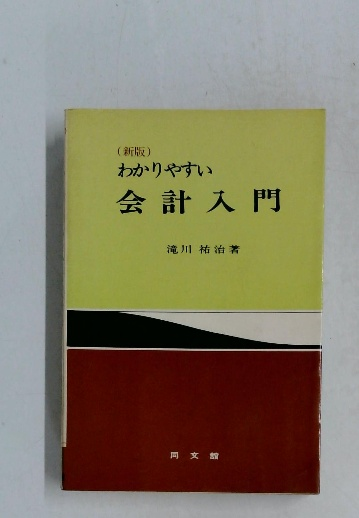 (新版)
わかりやすい
会計入門
滝川祐治著
同文舘